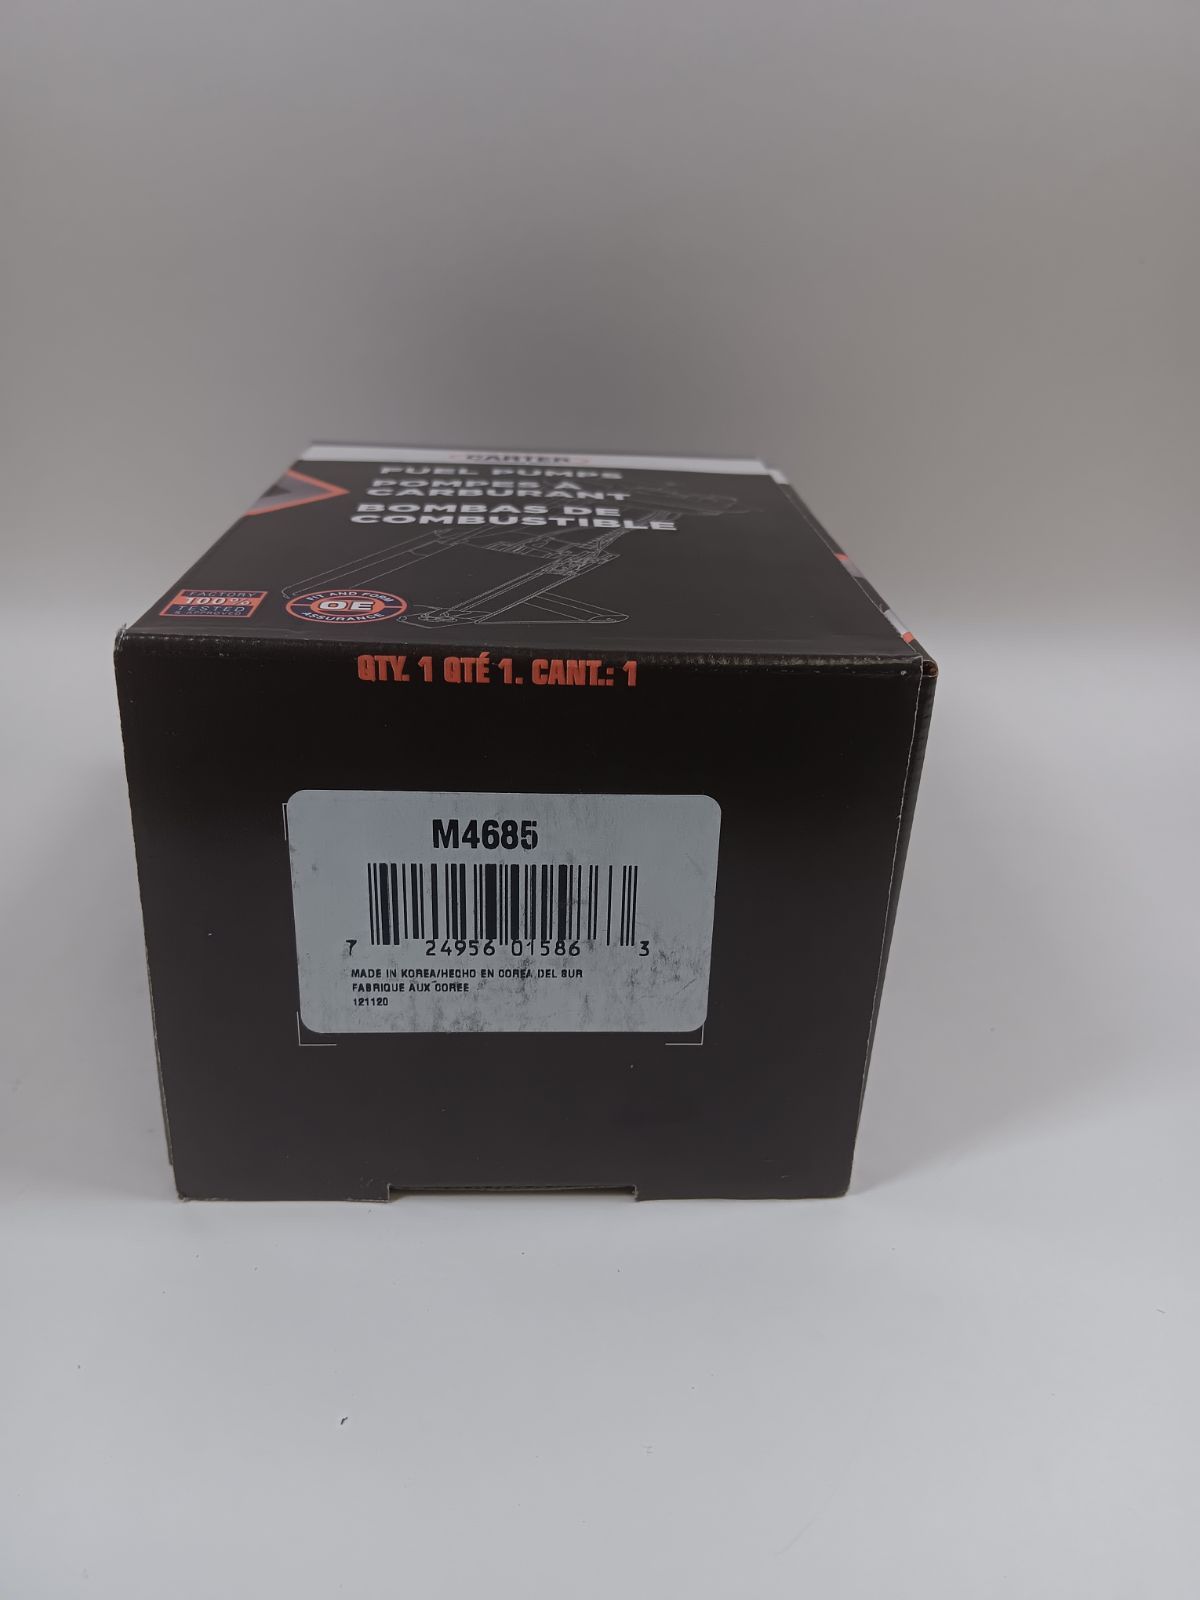 CARTER
FUEL PUMPS
POMPES À
CARBURANT
BOMBAS DE
COMBUSTIBLE
FACTORY
100%
TESTED
& APPROVED
FIT AND FORM
OE
ASSURANCE
QTY. 1 QTÉ 1. CANT.: 1
M4685
7 24956 01586 3
MADE IN KOREA/HECHO EN COREA DEL SUR
FABRIQUE AUX COREE
121120